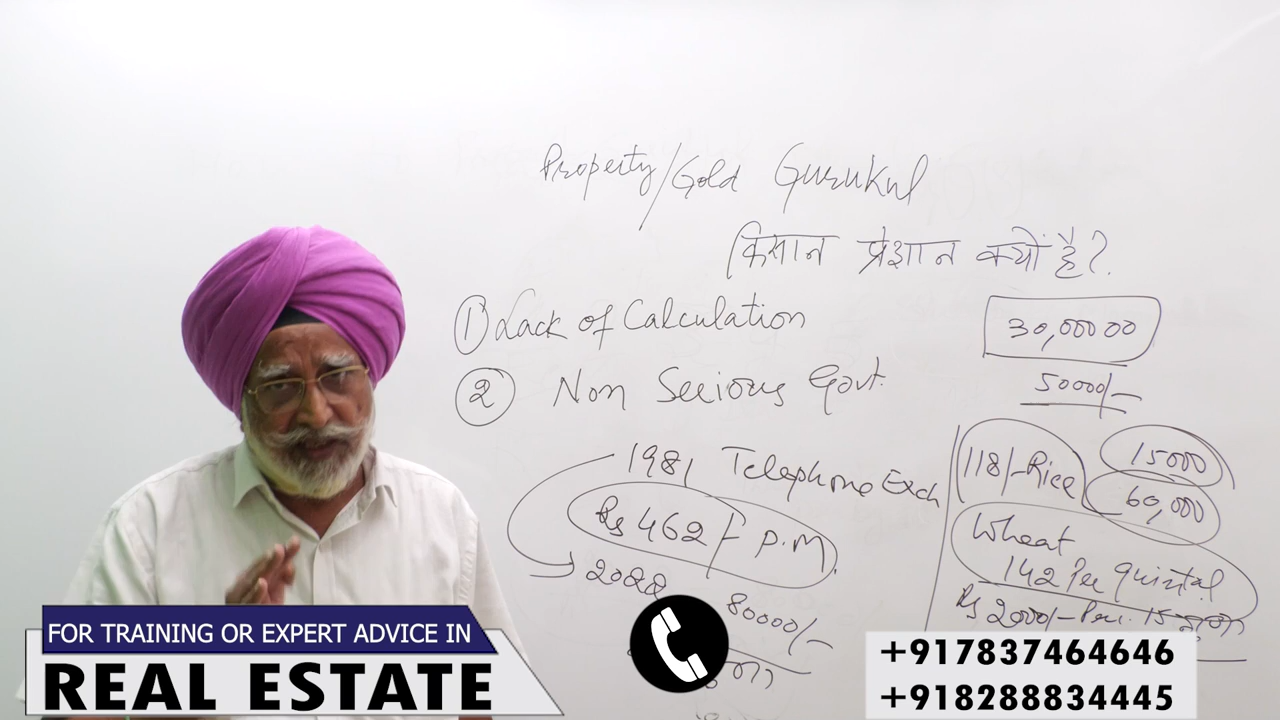 Property/Gold Gurukul
किसान प्रेशान क्यों है?
① Lack of Calculation
② Non Serious Govt.
30,000 00
50000/-
1981 Telephone Exch
Rs 462/- P.M.
2022 80000/-
118/- Rice
15000
60,000
Wheat
142 Per Quintal
Rs 2000/-
FOR TRAINING OR EXPERT ADVICE IN
REAL ESTATE
+917837464646
+918288834445